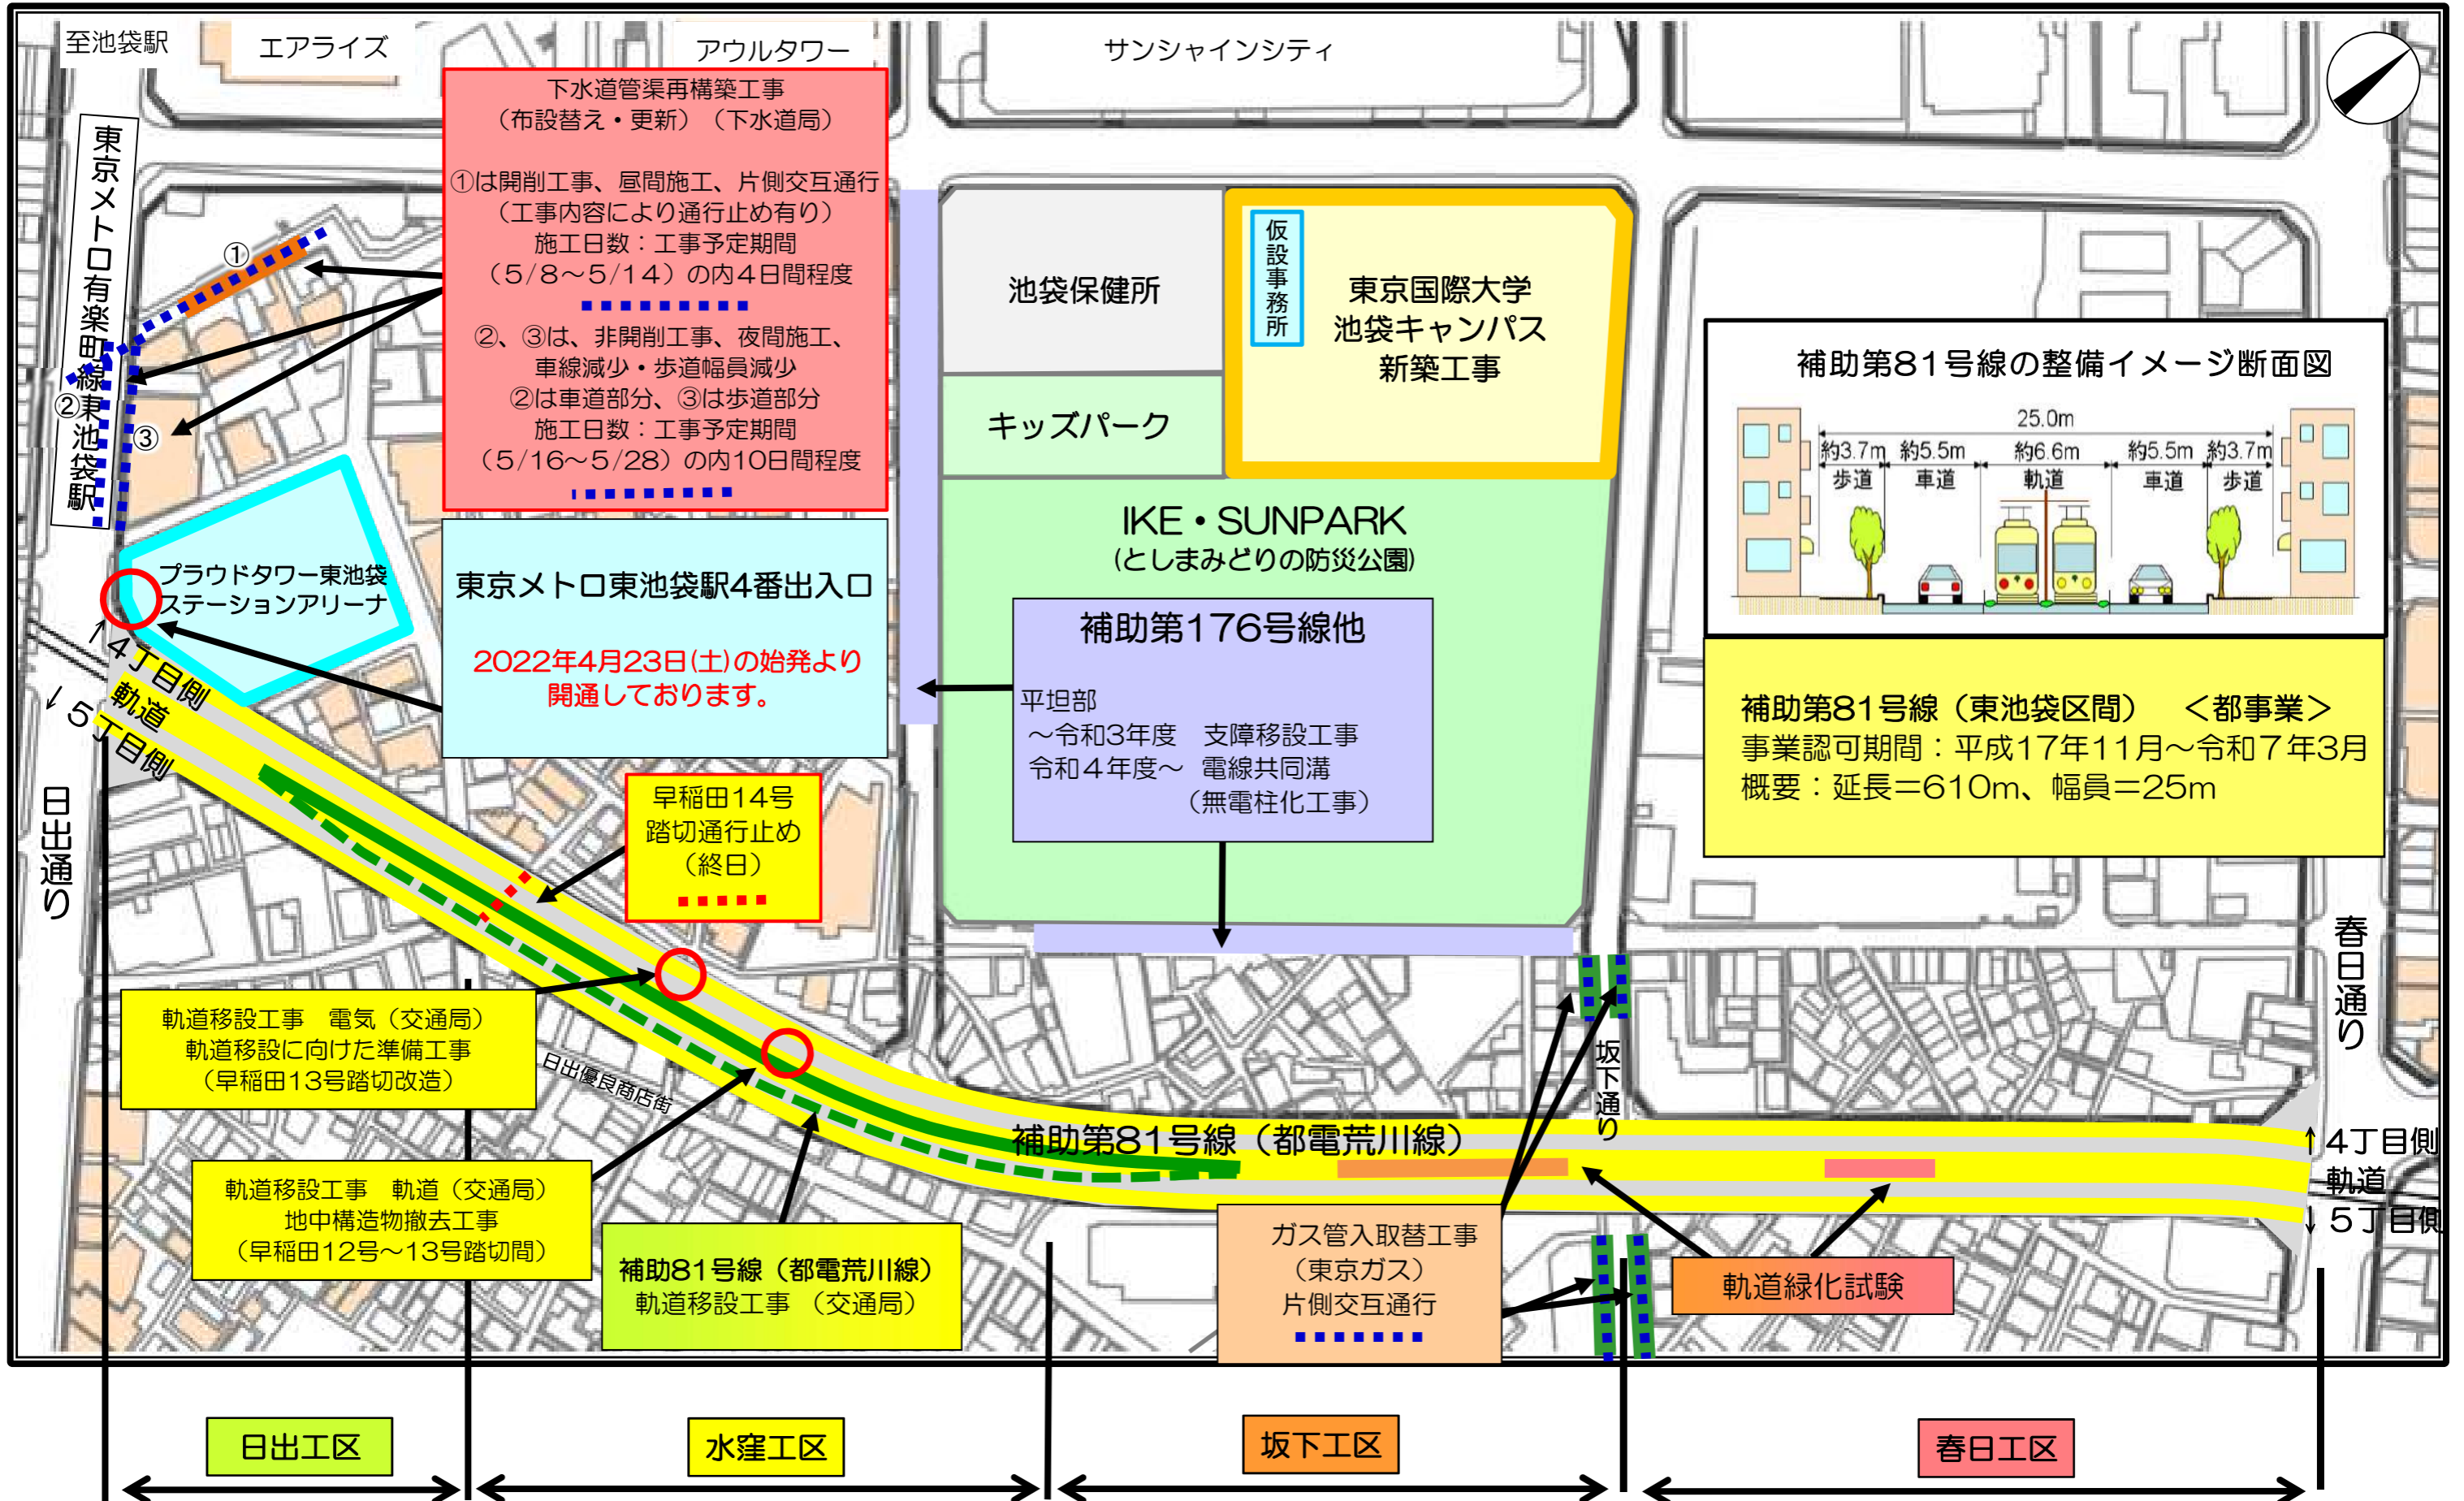 至池袋駅
エアライズ
アウルタワー
サンシャインシティ
東京メトロ有楽町線東池袋駅
下水道管渠再構築工事
（布設替え・更新）（下水道局）
①は開削工事、昼間施工、片側交互通行
（工事内容により通行止め有り）
施工日数：工事予定期間
（5/8～5/14）の内4日間程度
②、③は、非開削工事、夜間施工、
車線減少・歩道幅員減少
②は車道部分、③は歩道部分
施工日数：工事予定期間
（5/16～5/28）の内10日間程度
①
②
③
池袋保健所
仮設事務所
東京国際大学
池袋キャンパス
新築工事
キッズパーク
IKE・SUNPARK
(としまみどりの防災公園)
補助第81号線の整備イメージ断面図
25.0m
約3.7m 約5.5m 約6.6m 約5.5m 約3.7m
歩道 車道 軌道 車道 歩道
プラウドタワー東池袋
ステーションアリーナ
東京メトロ東池袋駅4番出入口
2022年4月23日(土)の始発より
開通しております。
補助第176号線他
平坦部
～令和3年度 支障移設工事
令和４年度～ 電線共同溝
（無電柱化工事）
補助第81号線（東池袋区間） ＜都事業＞
事業認可期間：平成17年11月～令和７年3月
概要：延長＝610m、幅員＝25m
↑4丁目側
軌道
↓5丁目側
日出通り
早稲田14号
踏切通行止め
（終日）
春日通り
軌道移設工事 電気（交通局）
軌道移設に向けた準備工事
（早稲田13号踏切改造）
日出優良商店街
坂下通り
補助第81号線（都電荒川線）
↑4丁目側
軌道
↓5丁目側
軌道移設工事 軌道（交通局）
地中構造物撤去工事
（早稲田12号～13号踏切間）
補助81号線（都電荒川線）
軌道移設工事 （交通局）
ガス管入取替工事
（東京ガス）
片側交互通行
軌道緑化試験
日出工区
水窪工区
坂下工区
春日工区